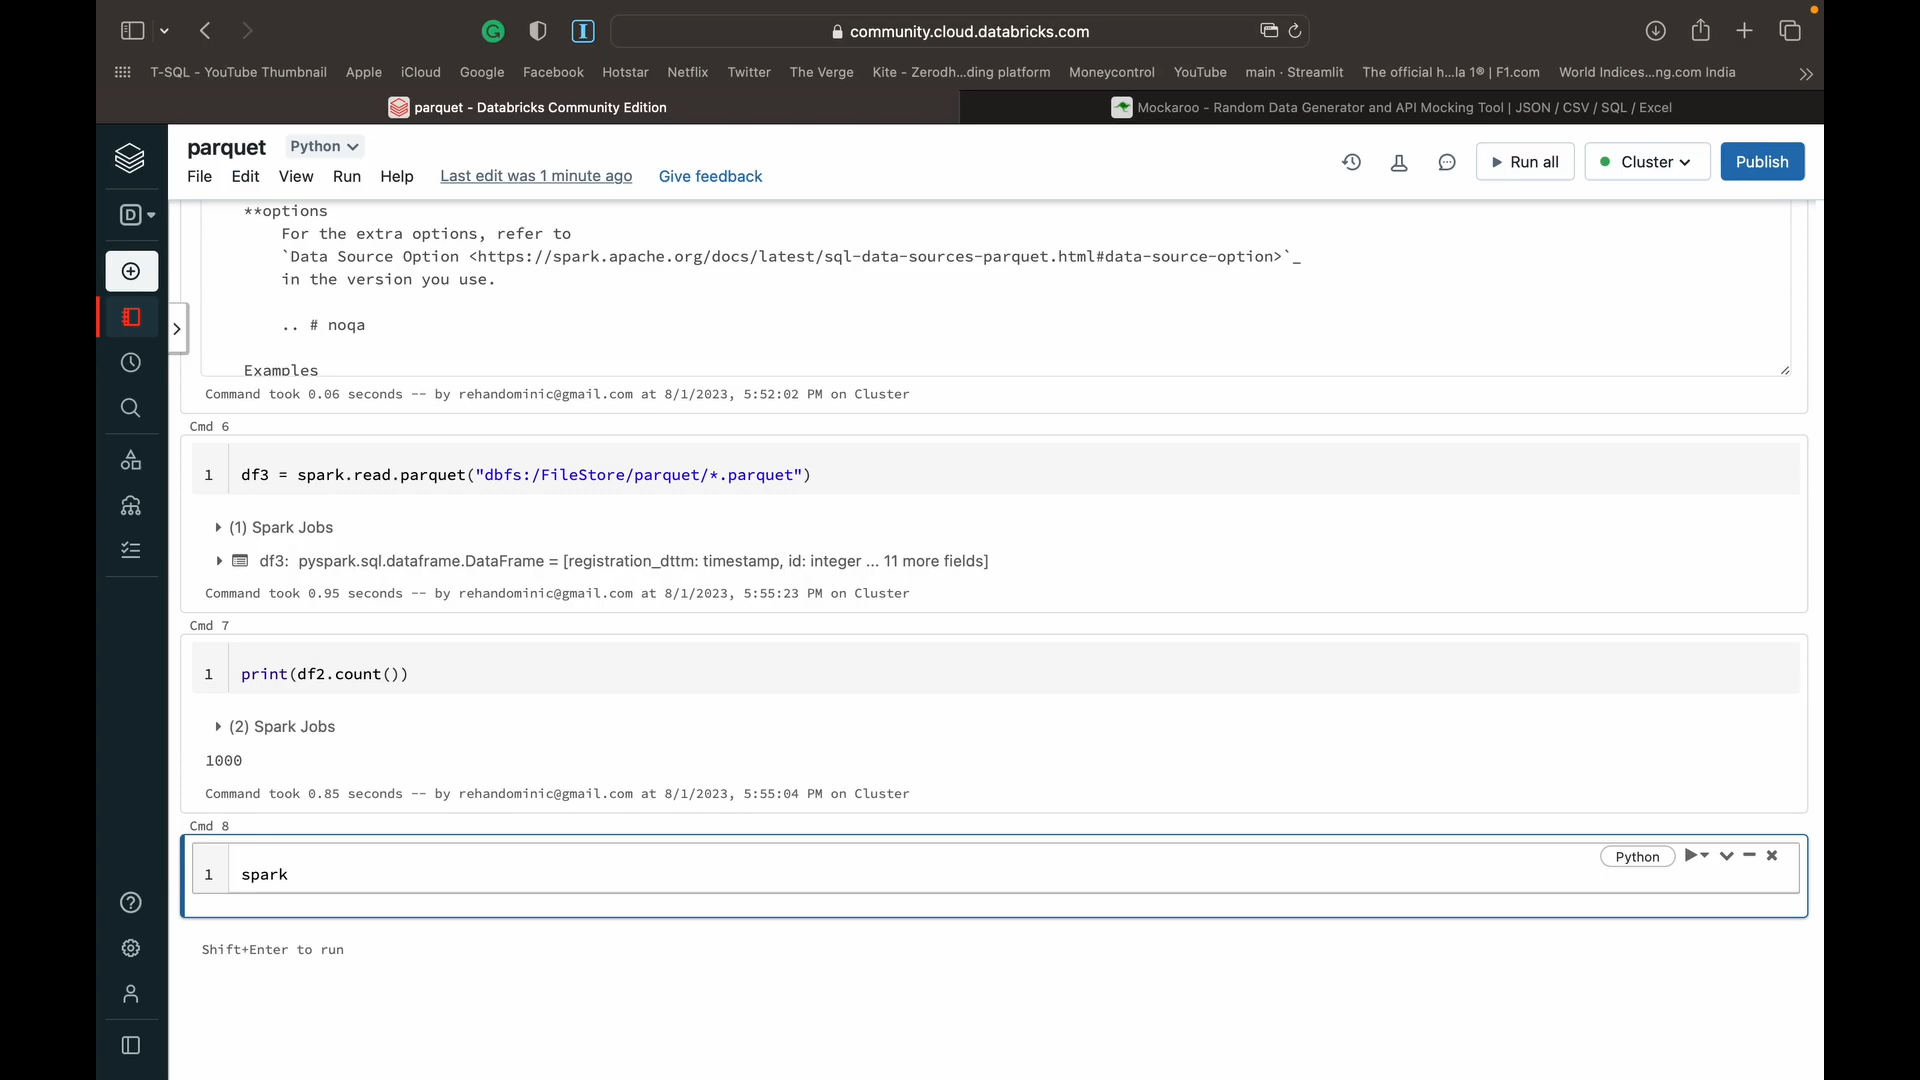 community.cloud.databricks.com
T-SQL - YouTube Thumbnail Apple iCloud Google Facebook Hotstar Netflix Twitter The Verge Kite - Zerodh...ding platform Moneycontrol YouTube main · Streamlit The official h...la 1® | F1.com World Indices...ng.com India
parquet - Databricks Community Edition Mockaroo - Random Data Generator and API Mocking Tool | JSON / CSV / SQL / Excel
parquet Python
File Edit View Run Help Last edit was 1 minute ago Give feedback Run all Cluster Publish
D
**options
For the extra options, refer to
`Data Source Option <https://spark.apache.org/docs/latest/sql-data-sources-parquet.html#data-source-option>`_
in the version you use.
.. # noqa
Examples
Command took 0.06 seconds -- by rehandominic@gmail.com at 8/1/2023, 5:52:02 PM on Cluster
Cmd 6
1 df3 = spark.read.parquet("dbfs:/FileStore/parquet/*.parquet")
(1) Spark Jobs
df3: pyspark.sql.dataframe.DataFrame = [registration_dttm: timestamp, id: integer ... 11 more fields]
Command took 0.95 seconds -- by rehandominic@gmail.com at 8/1/2023, 5:55:23 PM on Cluster
Cmd 7
1 print(df2.count())
(2) Spark Jobs
1000
Command took 0.85 seconds -- by rehandominic@gmail.com at 8/1/2023, 5:55:04 PM on Cluster
Cmd 8
Python
1 spark
Shift+Enter to run